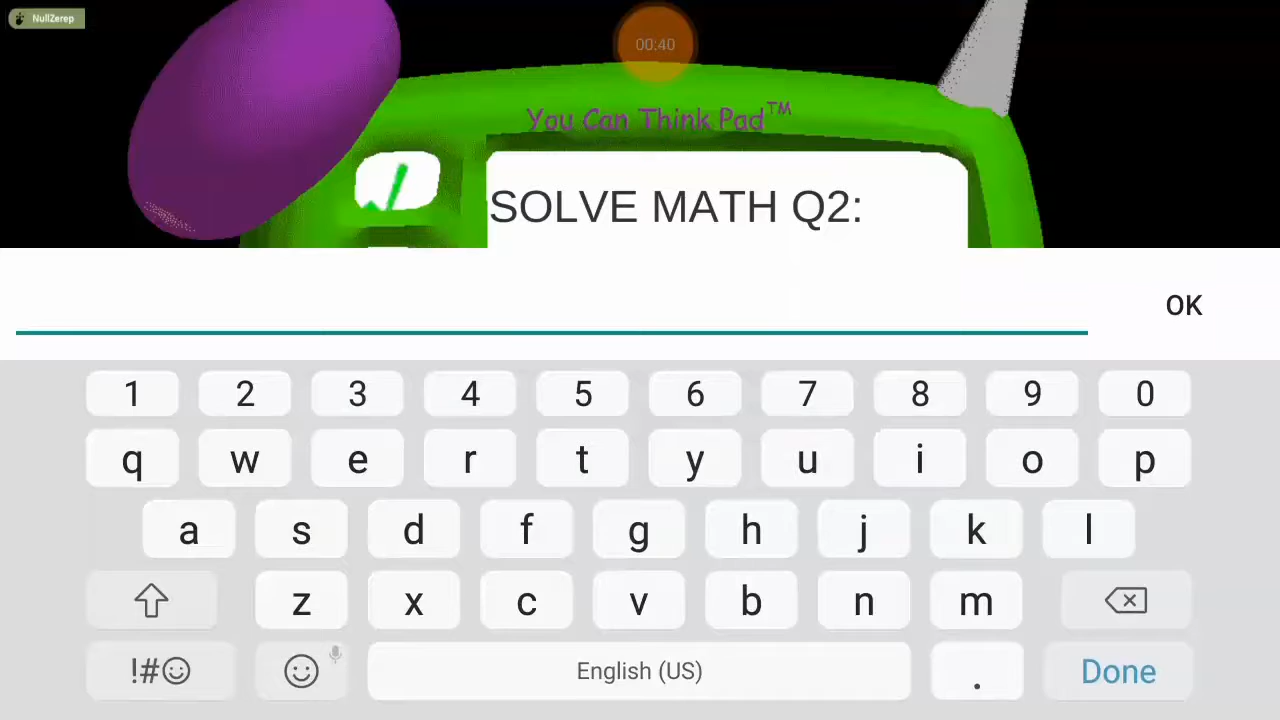 NullZerep
00:40
You Can Think Pad™
SOLVE MATH Q2:
OK
1 2 3 4 5 6 7 8 9 0
q w e r t y u i o p
a s d f g h j k l
z x c v b n m
!#☺ English (US) . Done